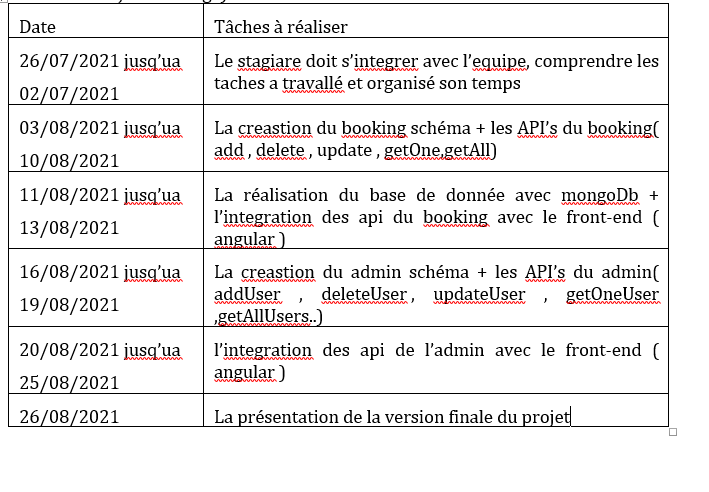 Date
Tâches à réaliser
26/07/2021 jusq’ua
02/07/2021
Le stagiare doit s’integrer avec l’equipe, comprendre les
taches a travallé et organisé son temps
03/08/2021 jusq’ua
10/08/2021
La creastion du booking schéma + les API’s du booking(
add , delete , update , getOne,getAll)
11/08/2021 jusq’ua
13/08/2021
La réalisation du base de donnée avec mongoDb +
l’integration des api du booking avec le front-end (
angular )
16/08/2021 jusq’ua
19/08/2021
La creastion du admin schéma + les API’s du admin(
addUser , deleteUser , updateUser , getOneUser
,getAllUsers..)
20/08/2021 jusq’ua
25/08/2021
l’integration des api de l’admin avec le front-end (
angular )
26/08/2021
La présentation de la version finale du projet